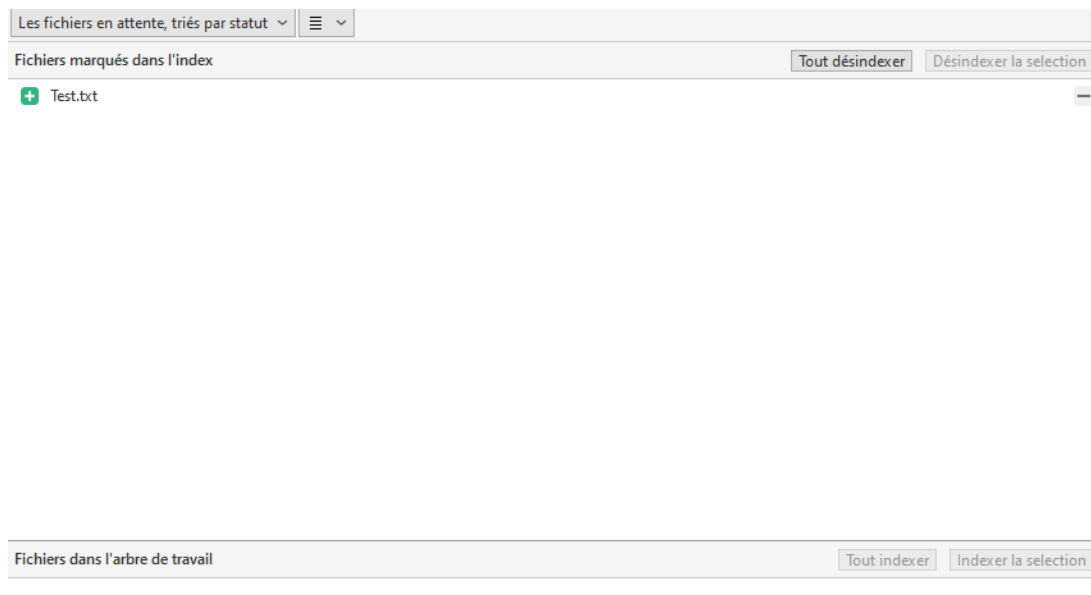 Les fichiers en attente, triés par statut
Fichiers marqués dans l'index Tout désindexer Désindexer la selection
Test.txt
Fichiers dans l'arbre de travail Tout indexer Indexer la selection